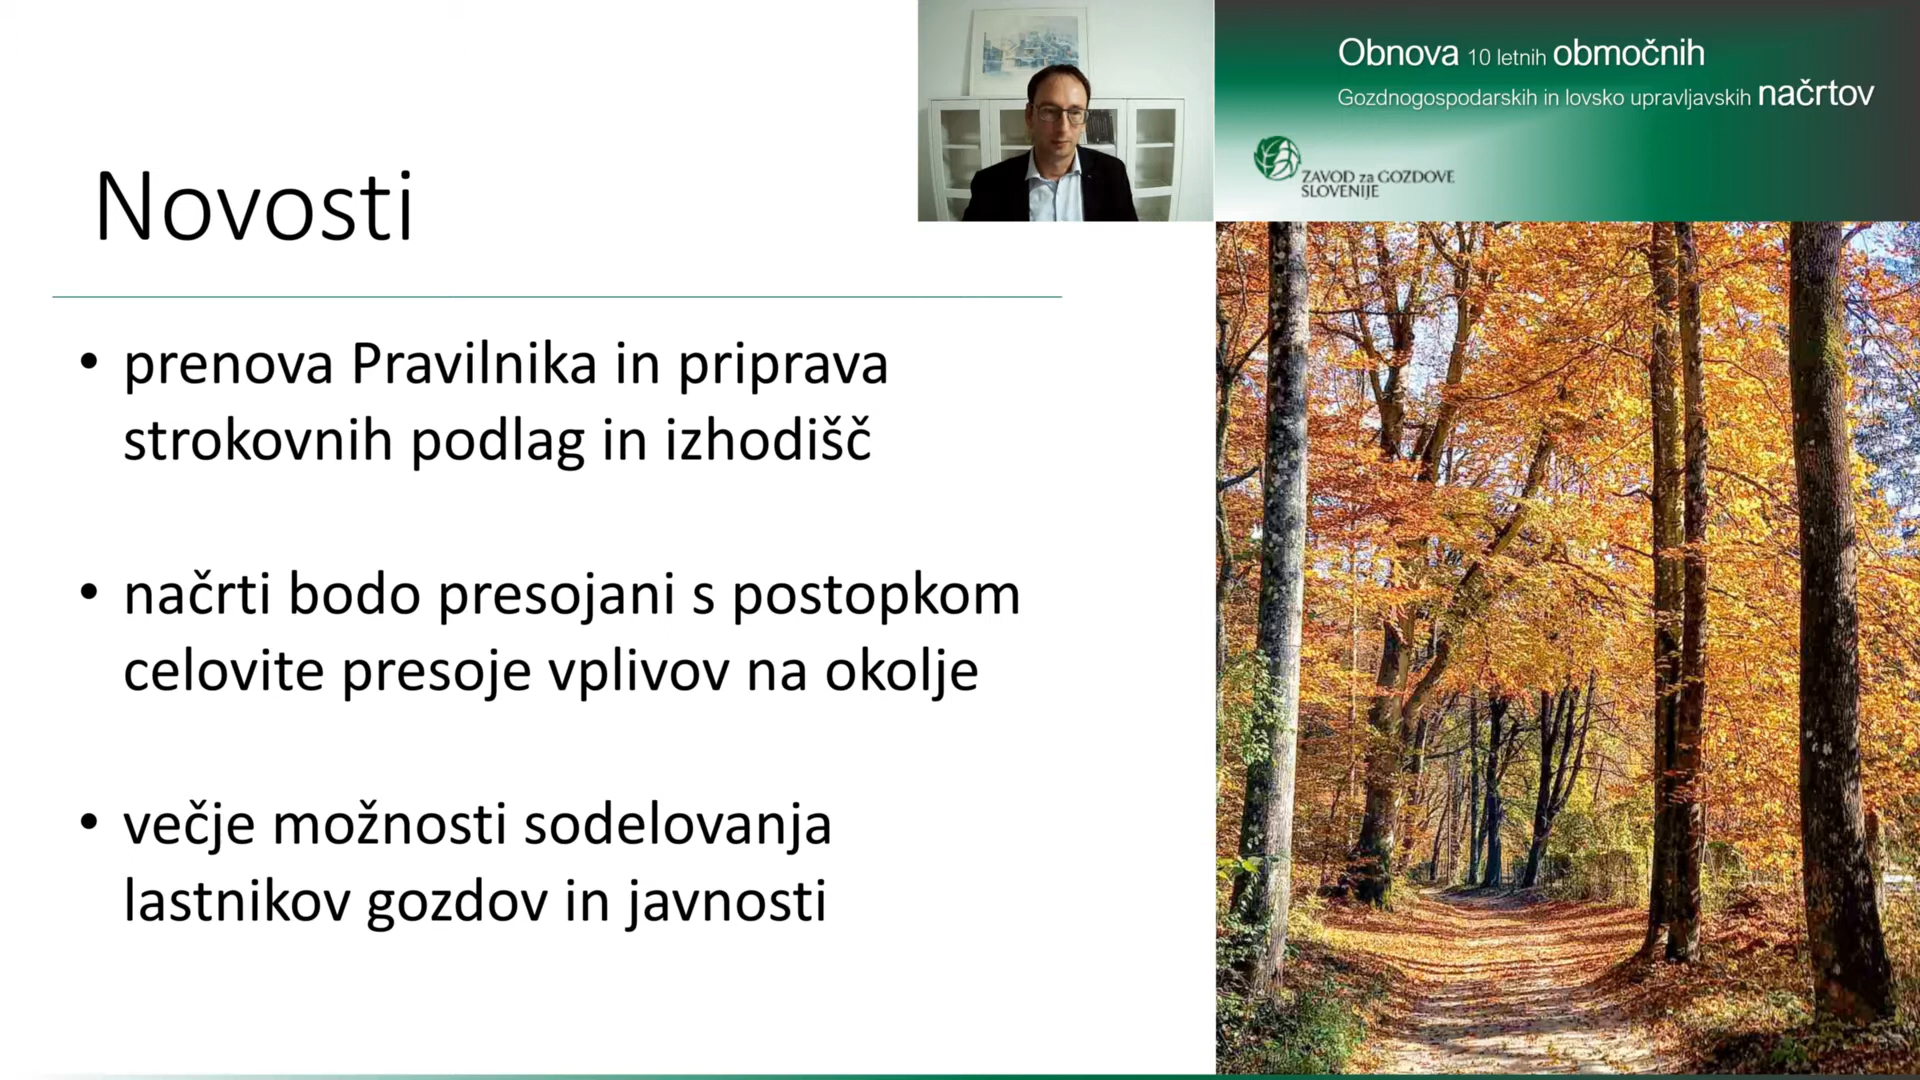 Obnova 10 letnih območnih
Gozdnogospodarskih in lovsko upravljavskih načrtov
ZAVOD za GOZDOVE
SLOVENIJE
Novosti
• prenova Pravilnika in priprava
strokovnih podlag in izhodišč
• načrti bodo presojani s postopkom
celovite presoje vplivov na okolje
• večje možnosti sodelovanja
lastnikov gozdov in javnosti